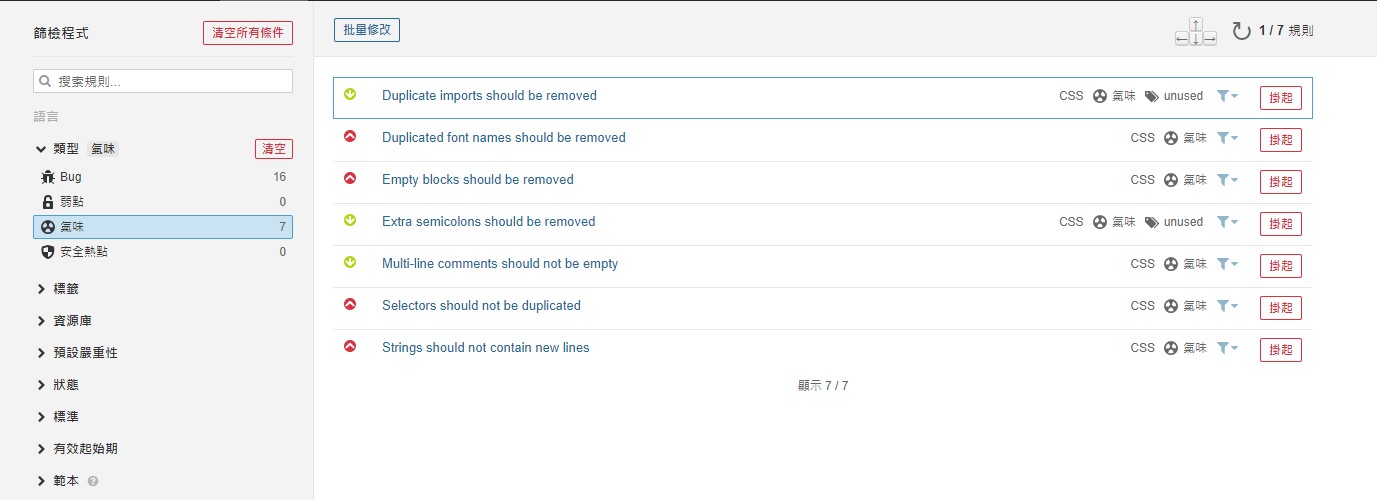 篩檢程式 清空所有條件
搜索規則...
語言
類型 氣味 清空
Bug 16
弱點 0
氣味 7
安全熱點 0
標籤
資源庫
預設嚴重性
狀態
標準
有效起始期
範本 ?
批量修改 1 / 7 規則
Duplicate imports should be removed CSS 氣味 unused 掛起
Duplicated font names should be removed CSS 氣味 掛起
Empty blocks should be removed CSS 氣味 掛起
Extra semicolons should be removed CSS 氣味 unused 掛起
Multi-line comments should not be empty CSS 氣味 掛起
Selectors should not be duplicated CSS 氣味 掛起
Strings should not contain new lines CSS 氣味 掛起
顯示 7 / 7